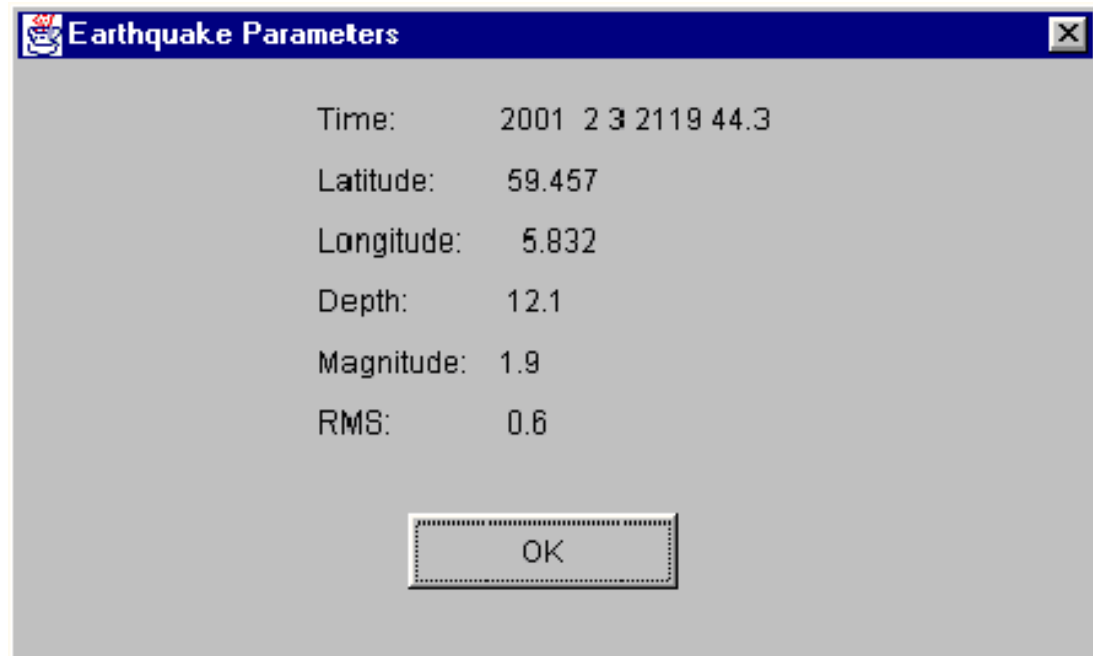 Earthquake Parameters
Time: 2001 2 3 2119 44.3
Latitude: 59.457
Longitude: 5.832
Depth: 12.1
Magnitude: 1.9
RMS: 0.6
OK